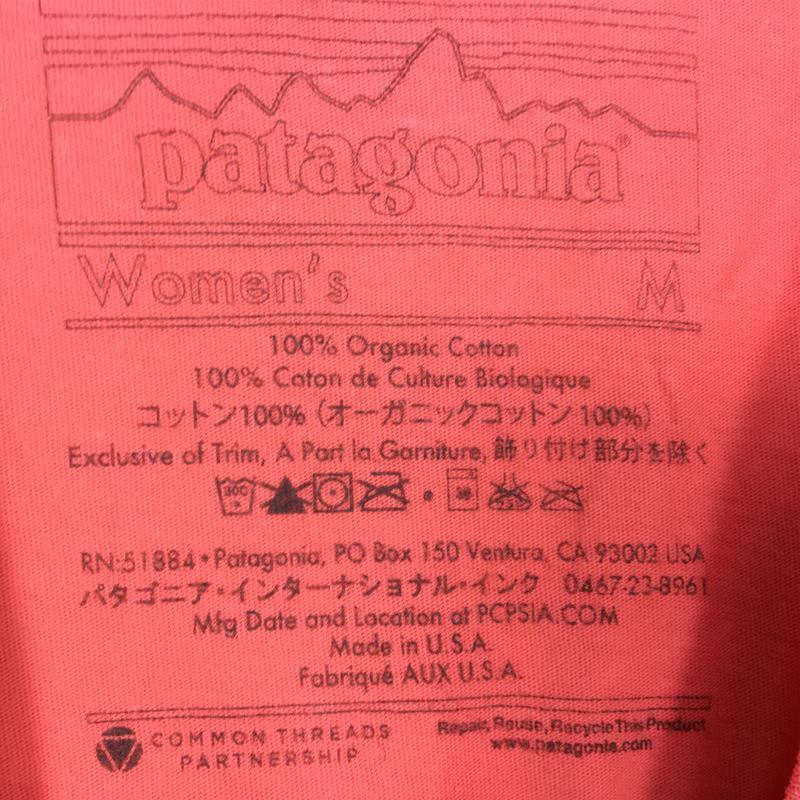 patagonia®
Women's M
100% Organic Cotton
100% Coton de Culture Biologique
コットン100%（オーガニックコットン 100%）
Exclusive of Trim, A Part la Garniture, 飾り付け部分を除く
RN:51884•Patagonia, PO Box 150 Ventura, CA 93002 USA
パタゴニア・インターナショナル・インク 0467-23-8961
Mfg Date and Location at PCPSIA.COM
Made in U.S.A.
Fabriqué AUX U.S.A.
COMMON THREADS
PARTNERSHIP
Repair, Reuse, Recycle This Product
www.patagonia.com